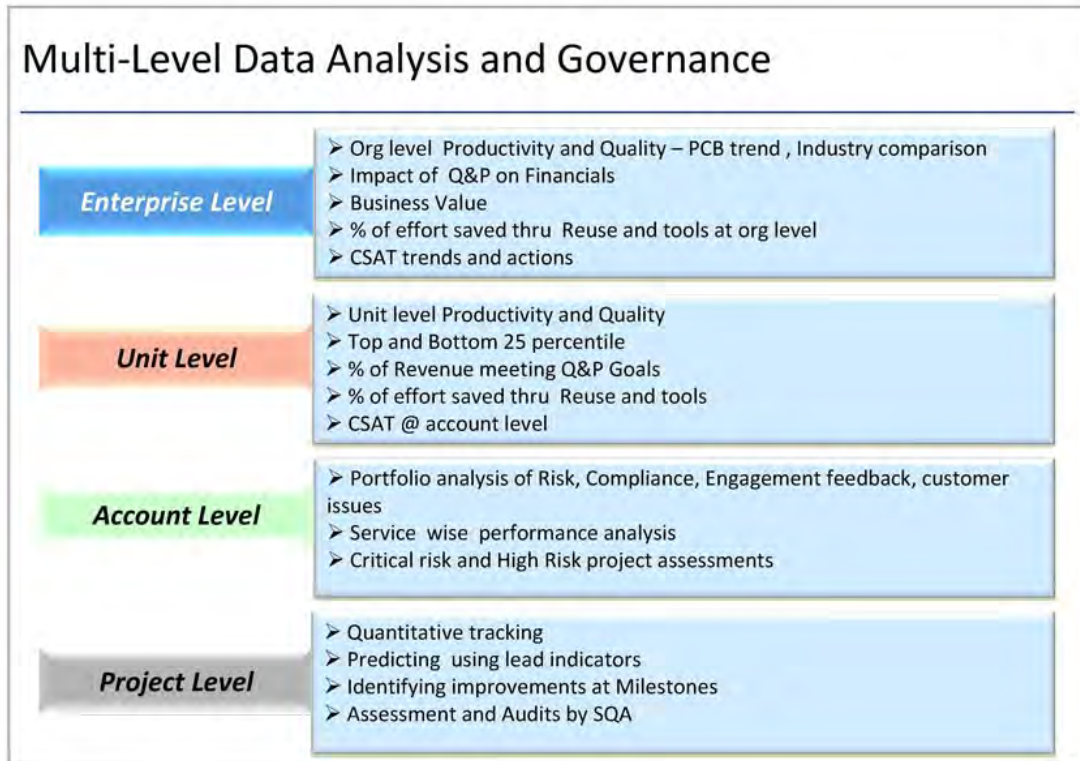 Multi-Level Data Analysis and Governance
Enterprise Level
➢ Org level Productivity and Quality – PCB trend , Industry comparison
➢ Impact of Q&P on Financials
➢ Business Value
➢ % of effort saved thru Reuse and tools at org level
➢ CSAT trends and actions
Unit Level
➢ Unit level Productivity and Quality
➢ Top and Bottom 25 percentile
➢ % of Revenue meeting Q&P Goals
➢ % of effort saved thru Reuse and tools
➢ CSAT @ account level
Account Level
➢ Portfolio analysis of Risk, Compliance, Engagement feedback, customer
issues
➢ Service wise performance analysis
➢ Critical risk and High Risk project assessments
Project Level
➢ Quantitative tracking
➢ Predicting using lead indicators
➢ Identifying improvements at Milestones
➢ Assessment and Audits by SQA